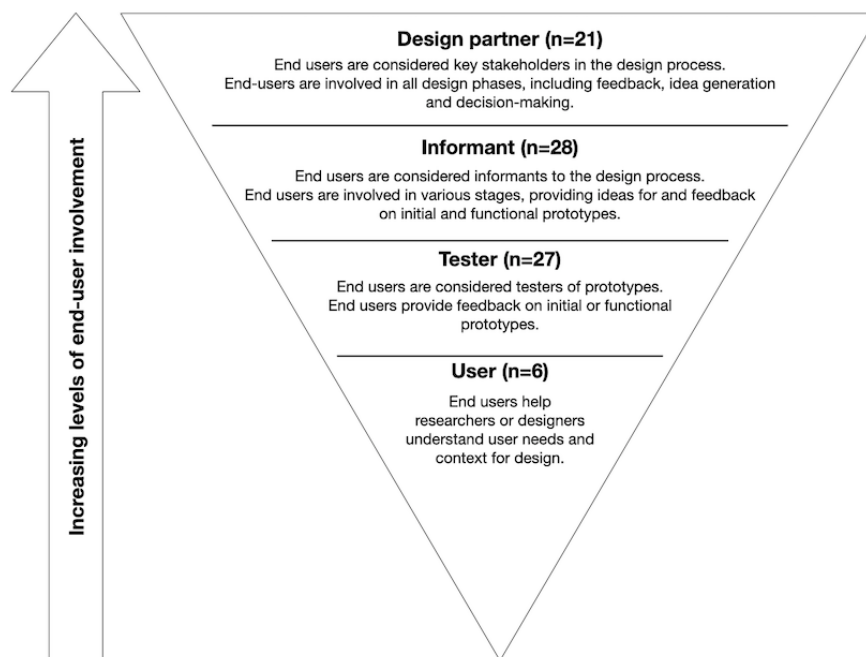 Design partner (n=21)
End users are considered key stakeholders in the design process.
End-users are involved in all design phases, including feedback, idea generation
and decision-making.
Informant (n=28)
End users are considered informants to the design process.
End users are involved in various stages, providing ideas for and feedback
on initial and functional prototypes.
Tester (n=27)
End users are considered testers of prototypes.
End users provide feedback on initial or functional
prototypes.
User (n=6)
End users help
researchers or designers
understand user needs and
context for design.
Increasing levels of end-user involvement